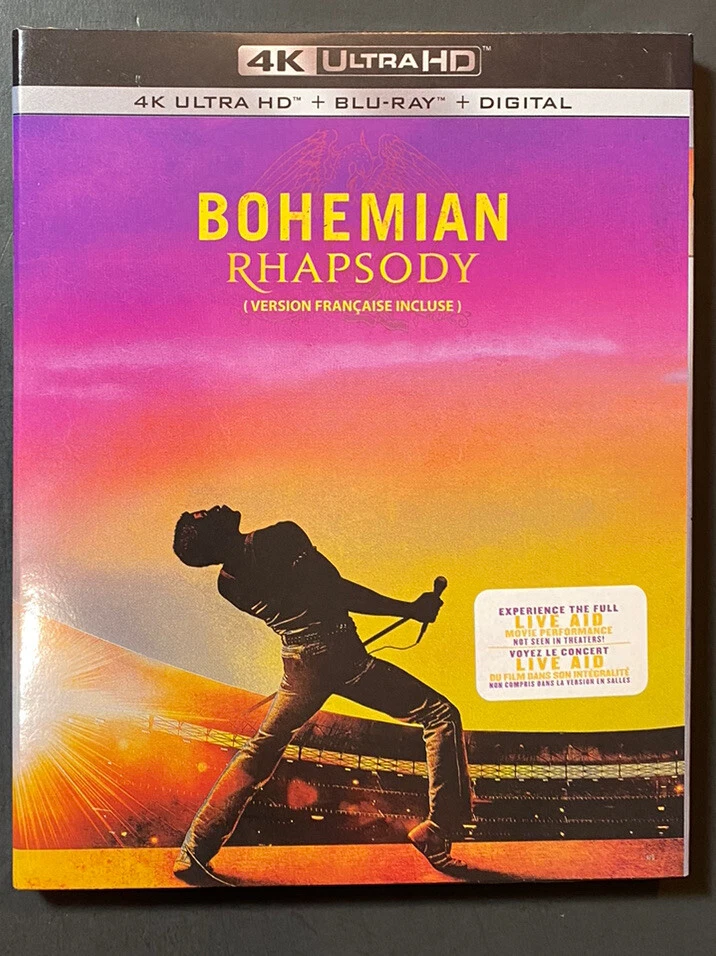 4K ULTRA HD™
4K ULTRA HD™ + BLU-RAY™ + DIGITAL
BOHEMIAN
RHAPSODY
( VERSION FRANÇAISE INCLUSE )
EXPERIENCE THE FULL
LIVE AID
MOVIE PERFORMANCE
NOT SEEN IN THEATERS!
VOYEZ LE CONCERT
LIVE AID
DU FILM DANS SON INTÉGRALITÉ
NON COMPRIS DANS LA VERSION EN SALLES